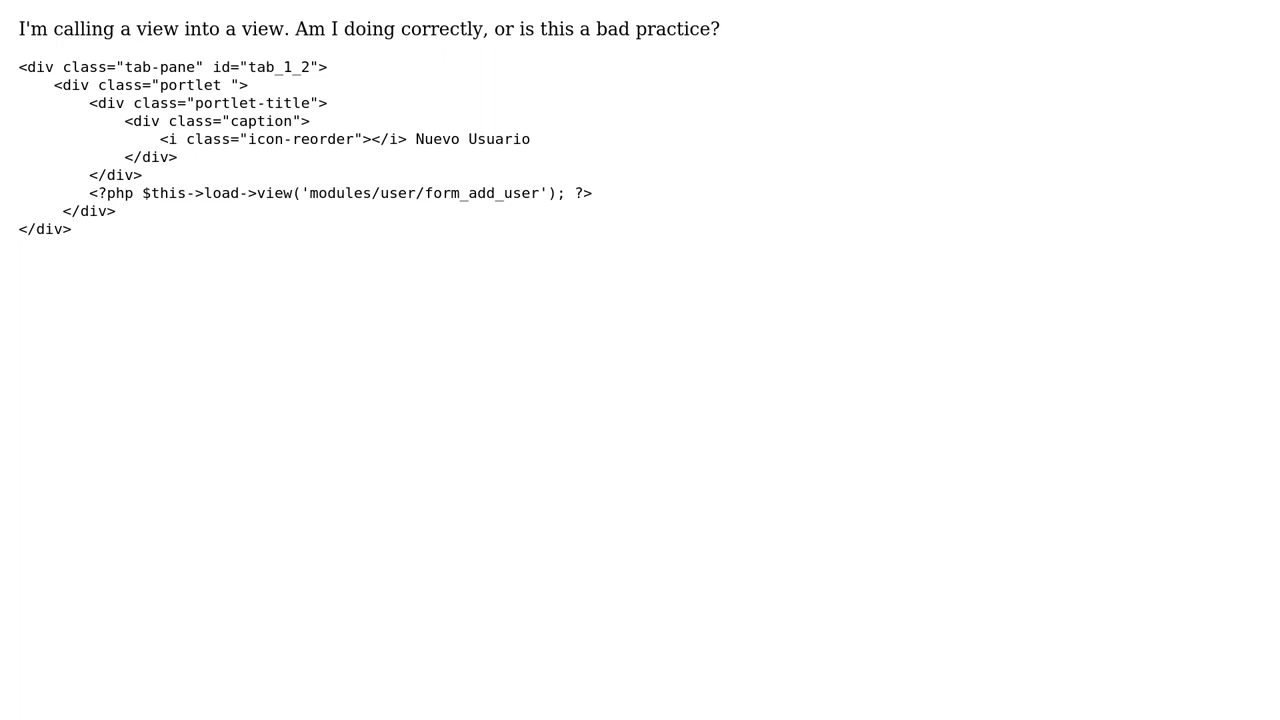 I'm calling a view into a view. Am I doing correctly, or is this a bad practice?
<div class="tab-pane" id="tab_1_2">
    <div class="portlet ">
        <div class="portlet-title">
            <div class="caption">
                <i class="icon-reorder"></i> Nuevo Usuario
            </div>
        </div>
        <?php $this->load->view('modules/user/form_add_user'); ?>
     </div>
</div>